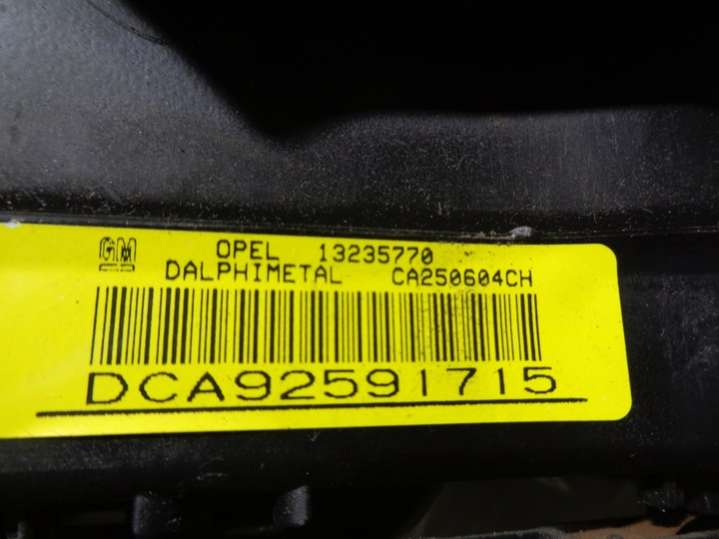 GM OPEL 13235770
DALPHIMETAL CA250604CH
DCA92591715